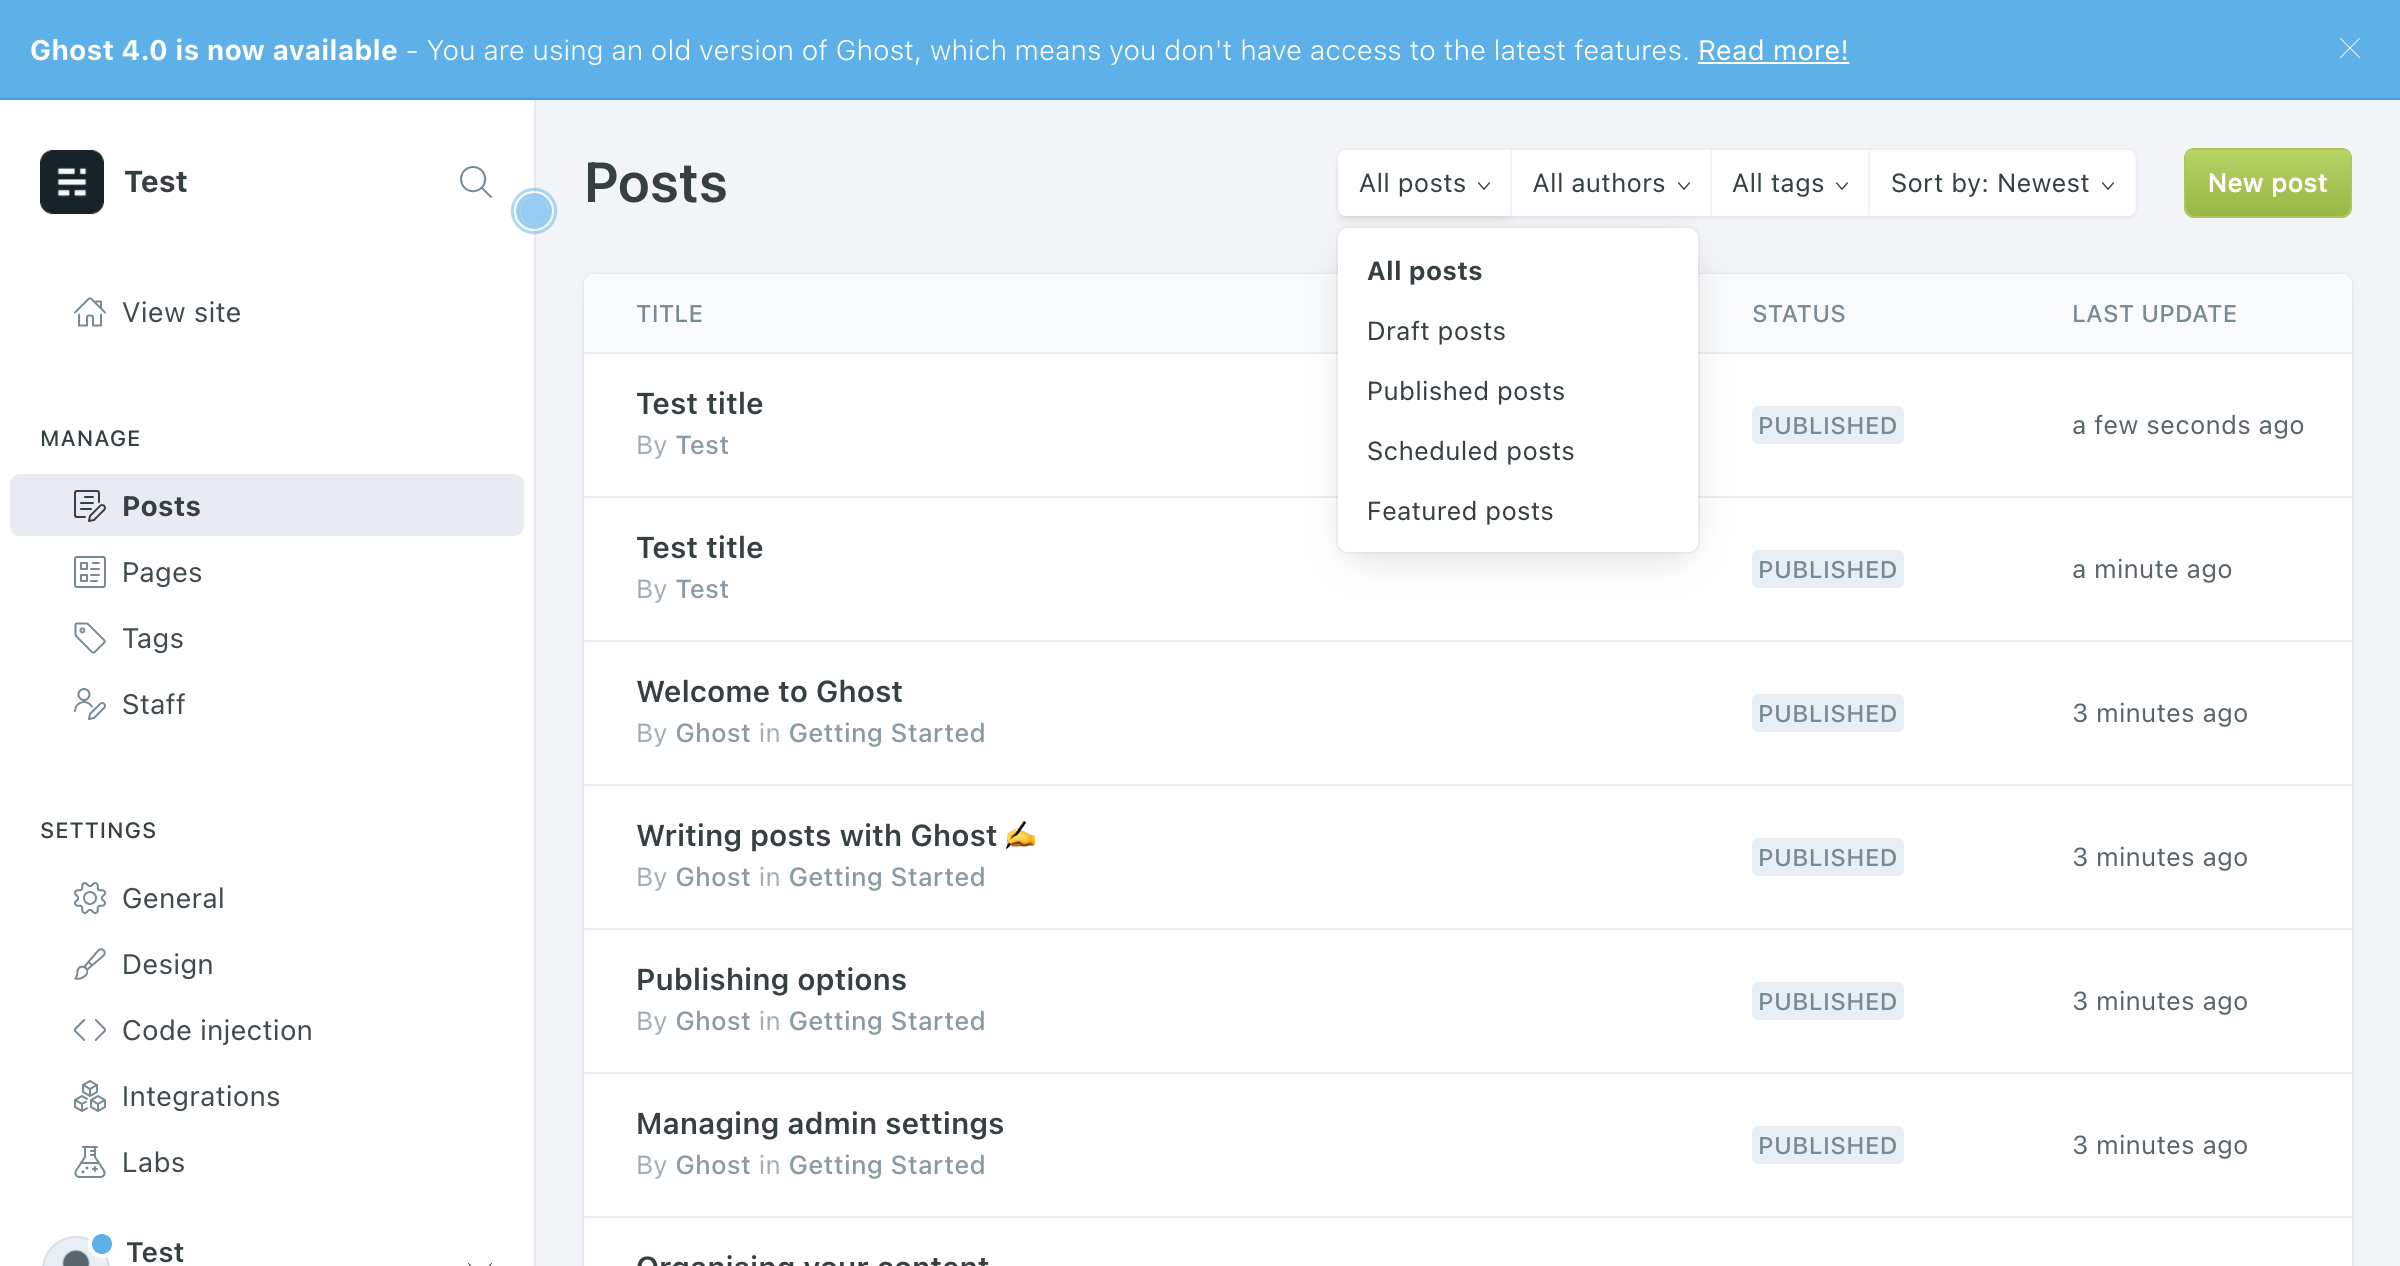 Ghost 4.0 is now available - You are using an old version of Ghost, which means you don't have access to the latest features. Read more!
Test
View site
MANAGE
Posts
Pages
Tags
Staff
SETTINGS
General
Design
Code injection
Integrations
Labs
Test
Posts
All posts
All authors
All tags
Sort by: Newest
New post
All posts
Draft posts
Published posts
Scheduled posts
Featured posts
TITLE STATUS LAST UPDATE
Test title
By Test
PUBLISHED
a few seconds ago
Test title
By Test
PUBLISHED
a minute ago
Welcome to Ghost
By Ghost in Getting Started
PUBLISHED
3 minutes ago
Writing posts with Ghost ✍️
By Ghost in Getting Started
PUBLISHED
3 minutes ago
Publishing options
By Ghost in Getting Started
PUBLISHED
3 minutes ago
Managing admin settings
By Ghost in Getting Started
PUBLISHED
3 minutes ago
Organising your content